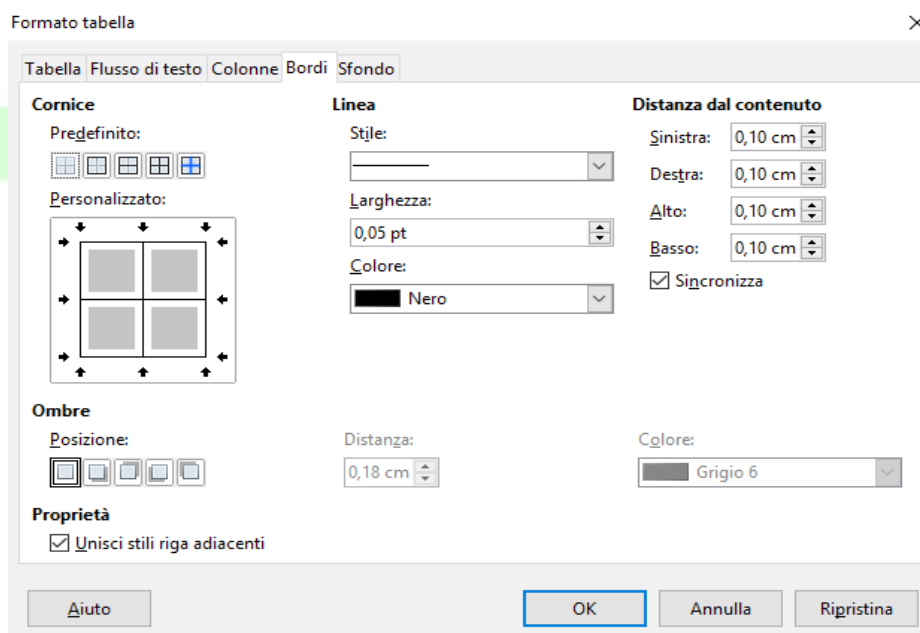 Formato tabella
Tabella Flusso di testo Colonne Bordi Sfondo
Cornice
Predefinito:
Personalizzato:
Linea
Stile:
Larghezza:
0,05 pt
Colore:
Nero
Distanza dal contenuto
Sinistra: 0,10 cm
Destra: 0,10 cm
Alto: 0,10 cm
Basso: 0,10 cm
Sincronizza
Ombre
Posizione:
Distanza:
0,18 cm
Colore:
Grigio 6
Proprietà
Unisci stili riga adiacenti
Aiuto OK Annulla Ripristina